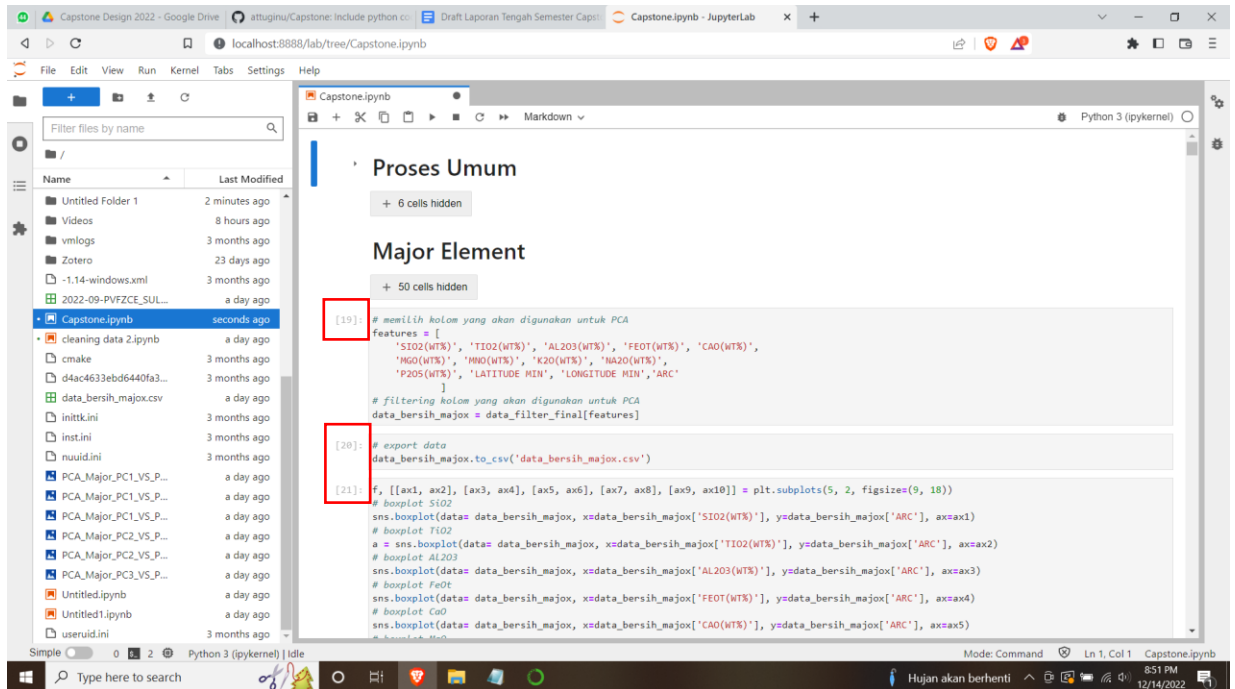 Capstone Design 2022 - Google Drive
attuginu/Capstone: Include python co
Draft Laporan Tengah Semester Capst
Capstone.ipynb - JupyterLab
localhost:8888/lab/tree/Capstone.ipynb
File Edit View Run Kernel Tabs Settings Help
Filter files by name
/
Name Last Modified
Untitled Folder 1 2 minutes ago
Videos 8 hours ago
vmlogs 3 months ago
Zotero 23 days ago
-1.14-windows.xml 3 months ago
2022-09-PVFZCE_SUL... a day ago
Capstone.ipynb seconds ago
cleaning data 2.ipynb a day ago
cmake 3 months ago
d4ac4633ebd6440fa3... 3 months ago
data_bersih_majox.csv a day ago
inittk.ini 3 months ago
inst.ini 3 months ago
nuuid.ini 3 months ago
PCA_Major_PC1_VS_P... a day ago
PCA_Major_PC1_VS_P... a day ago
PCA_Major_PC1_VS_P... a day ago
PCA_Major_PC2_VS_P... a day ago
PCA_Major_PC2_VS_P... a day ago
PCA_Major_PC3_VS_P... a day ago
Untitled.ipynb a day ago
Untitled1.ipynb a day ago
useruid.ini 3 months ago
Capstone.ipynb
Markdown
Python 3 (ipykernel)
Proses Umum
+ 6 cells hidden
Major Element
+ 50 cells hidden
[19]: # memilih kolom yang akan digunakan untuk PCA
features = [
'SIO2(WT%)', 'TIO2(WT%)', 'AL2O3(WT%)', 'FEOT(WT%)', 'CAO(WT%)',
'MGO(WT%)', 'MNO(WT%)', 'K2O(WT%)', 'NA2O(WT%)',
'P2O5(WT%)', 'LATITUDE MIN', 'LONGITUDE MIN','ARC'
]
# filtering kolom yang akan digunakan untuk PCA
data_bersih_majox = data_filter_final[features]
[20]: # export data
data_bersih_majox.to_csv('data_bersih_majox.csv')
[21]: f, [[ax1, ax2], [ax3, ax4], [ax5, ax6], [ax7, ax8], [ax9, ax10]] = plt.subplots(5, 2, figsize=(9, 18))
# boxplot SiO2
sns.boxplot(data= data_bersih_majox, x=data_bersih_majox['SIO2(WT%)'], y=data_bersih_majox['ARC'], ax=ax1)
# boxplot TiO2
a = sns.boxplot(data= data_bersih_majox, x=data_bersih_majox['TIO2(WT%)'], y=data_bersih_majox['ARC'], ax=ax2)
# boxplot AL2O3
sns.boxplot(data= data_bersih_majox, x=data_bersih_majox['AL2O3(WT%)'], y=data_bersih_majox['ARC'], ax=ax3)
# boxplot FeOt
sns.boxplot(data= data_bersih_majox, x=data_bersih_majox['FEOT(WT%)'], y=data_bersih_majox['ARC'], ax=ax4)
# boxplot CaO
sns.boxplot(data= data_bersih_majox, x=data_bersih_majox['CAO(WT%)'], y=data_bersih_majox['ARC'], ax=ax5)
Simple 0 2 Python 3 (ipykernel) | Idle
Mode: Command Ln 1, Col 1 Capstone.ipynb
Type here to search
Hujan akan berhenti
8:51 PM
12/14/2022